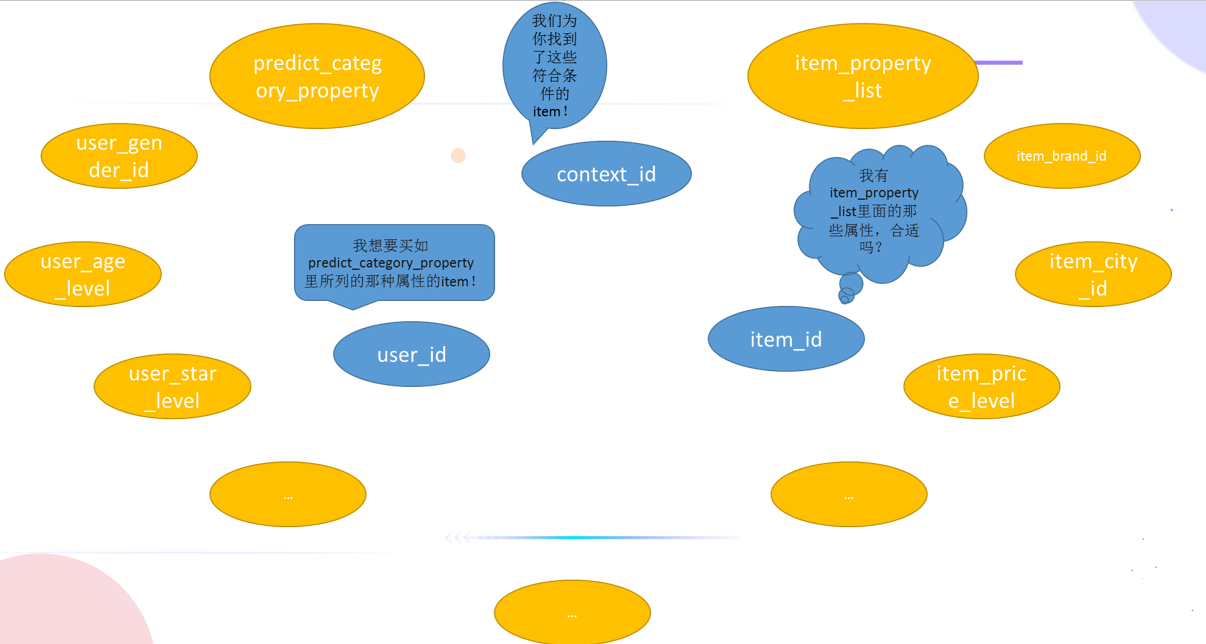 predict_categ
ory_property
我们为
你找到
了这些
符合条
件的
item！
item_property
_list
user_gen
der_id
context_id
item_brand_id
我有
item_property
_list里面的那
些属性，合适
吗？
我想要买如
predict_category_property
里所列的那种属性的item！
user_age
_level
item_city
_id
user_id
item_id
user_star
_level
item_pric
e_level
...
...
...